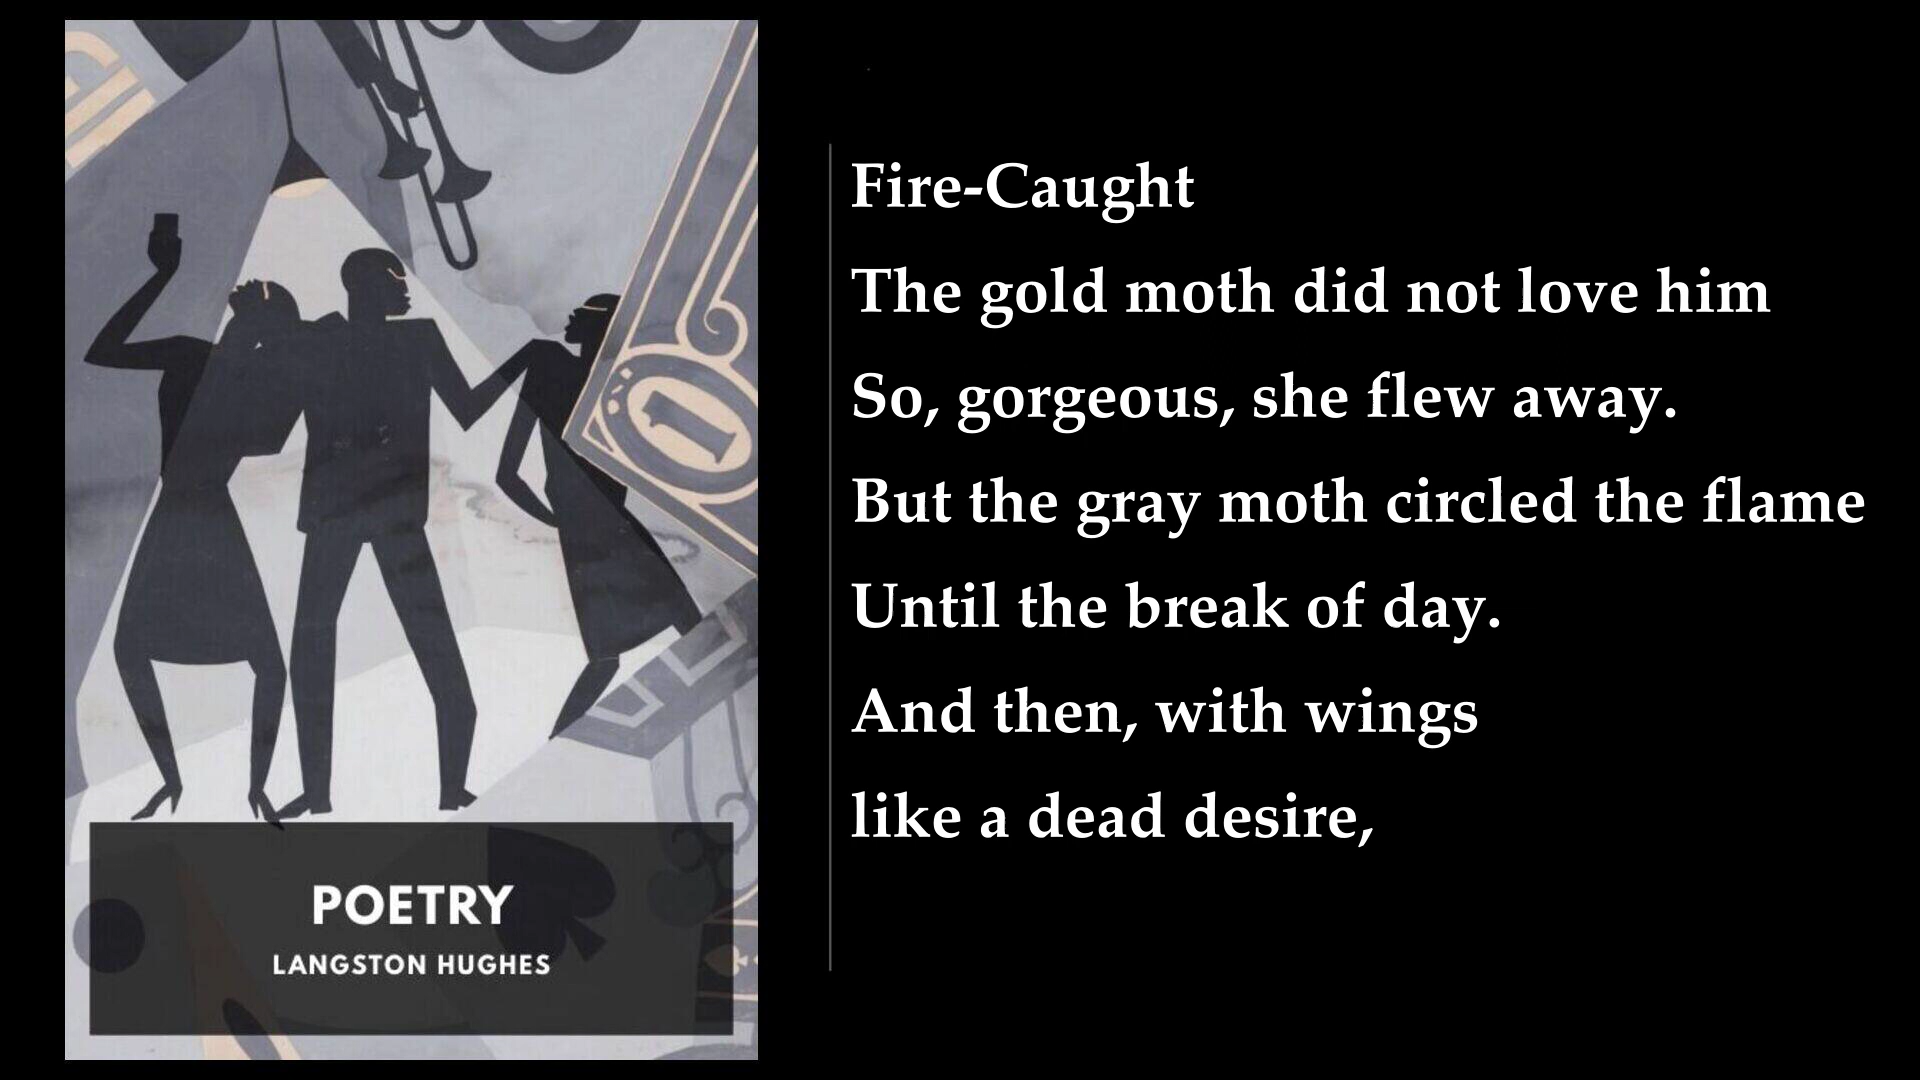 Fire-Caught
The gold moth did not love him
So, gorgeous, she flew away.
But the gray moth circled the flame
Until the break of day.
And then, with wings
like a dead desire,
1
POETRY
LANGSTON HUGHES